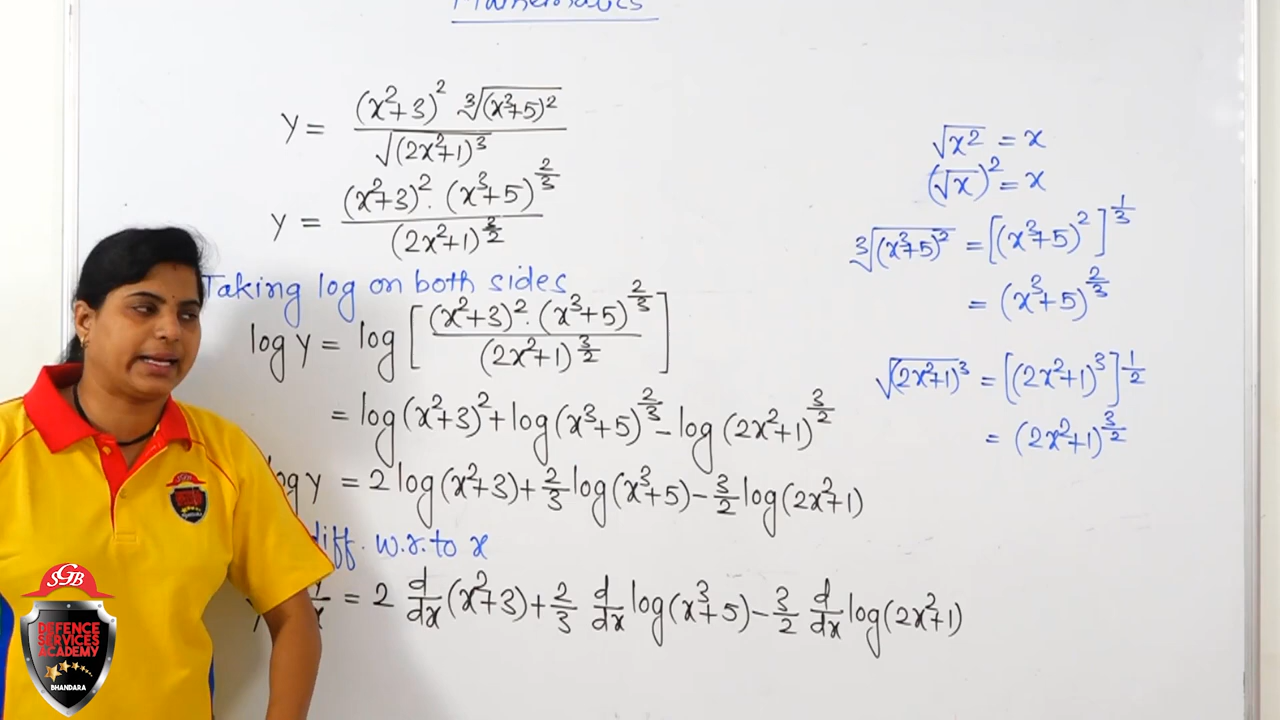 Mathematics
y = (x²+3)² ∛(x³+5)² / √(2x²+1)³
y = (x²+3)² · (x³+5)^(2/3) / (2x²+1)^(3/2)
Taking log on both sides
log y = log [ (x²+3)² · (x³+5)^(2/3) / (2x²+1)^(3/2) ]
= log(x²+3)² + log(x³+5)^(2/3) − log(2x²+1)^(3/2)
log y = 2 log(x²+3) + 2/3 log(x³+5) − 3/2 log(2x²+1)
diff. w.r.to x
= 2 d/dx (x²+3) + 2/3 d/dx log(x³+5) − 3/2 d/dx log(2x²+1)
√x² = x
(√x)² = x
∛(x³+5)² = [(x³+5)²]^(1/3)
= (x³+5)^(2/3)
√(2x²+1)³ = [(2x²+1)³]^(1/2)
= (2x²+1)^(3/2)
SGB
DEFENCE
SERVICES
ACADEMY
BHANDARA